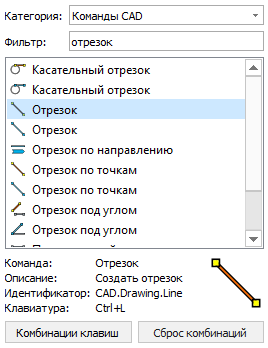 Категория: Команды CAD
Фильтр: отрезок
Касательный отрезок
Касательный отрезок
Отрезок
Отрезок
Отрезок по направлению
Отрезок по точкам
Отрезок по точкам
Отрезок под углом
Отрезок под углом
Команда: Отрезок
Описание: Создать отрезок
Идентификатор: CAD.Drawing.Line
Клавиатура: Ctrl+L
Комбинации клавиш Сброс комбинаций